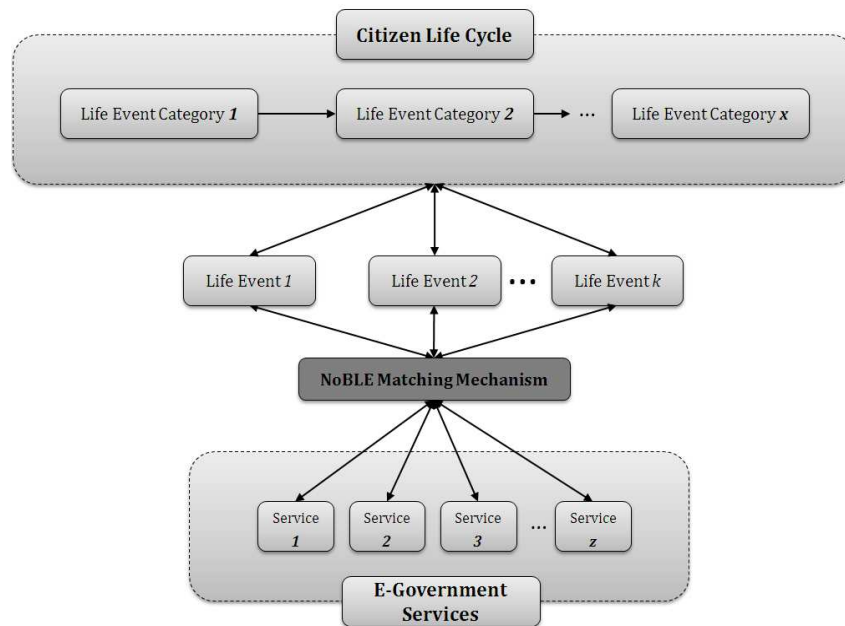 Citizen Life Cycle
Life Event Category 1
Life Event Category 2
...
Life Event Category x
Life Event 1
Life Event 2
...
Life Event k
NoBLE Matching Mechanism
Service
1
Service
2
Service
3
...
Service
z
E-Government
Services